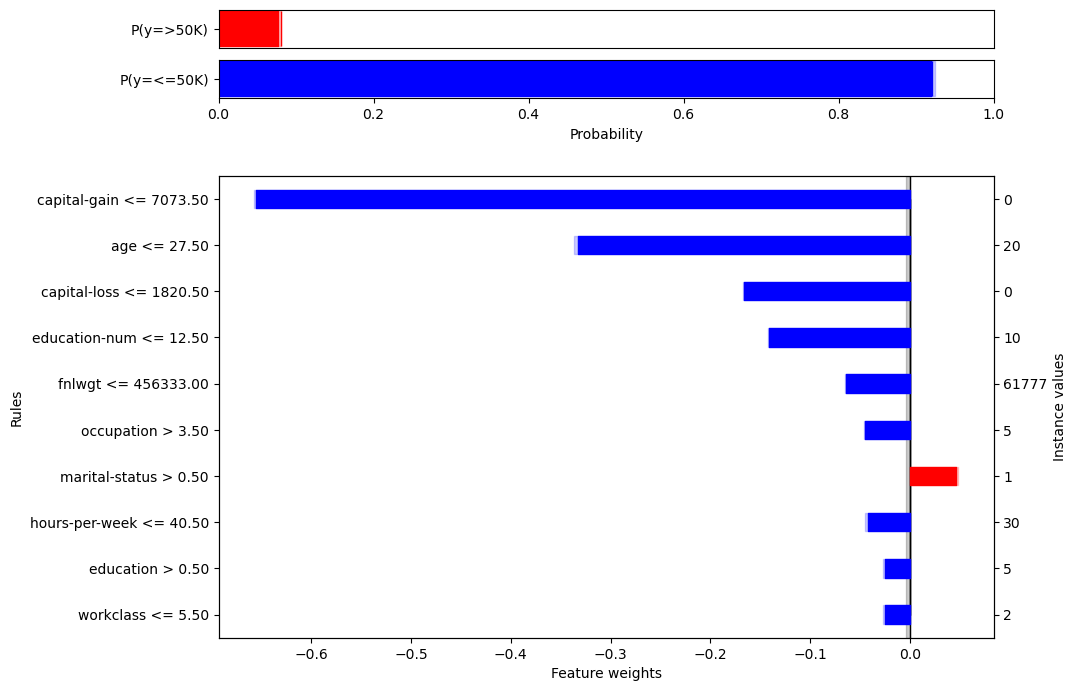 P(y=>50K)
P(y=<=50K)
0.0 0.2 0.4 0.6 0.8 1.0
Probability
capital-gain <= 7073.50 0
age <= 27.50 20
capital-loss <= 1820.50 0
education-num <= 12.50 10
fnlwgt <= 456333.00 61777
occupation > 3.50 5
marital-status > 0.50 1
hours-per-week <= 40.50 30
education > 0.50 5
workclass <= 5.50 2
Rules
Instance values
−0.6 −0.5 −0.4 −0.3 −0.2 −0.1 0.0
Feature weights